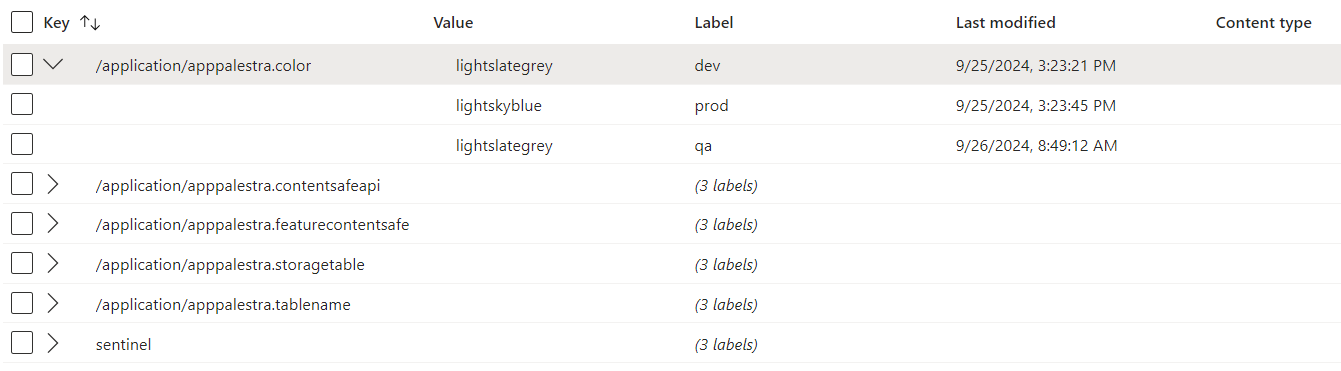 Key Value Label Last modified Content type
/application/apppalestra.color lightslategrey dev 9/25/2024, 3:23:21 PM
lightskyblue prod 9/25/2024, 3:23:45 PM
lightslategrey qa 9/26/2024, 8:49:12 AM
/application/apppalestra.contentsafeapi (3 labels)
/application/apppalestra.featurecontentsafe (3 labels)
/application/apppalestra.storagetable (3 labels)
/application/apppalestra.tablename (3 labels)
sentinel (3 labels)